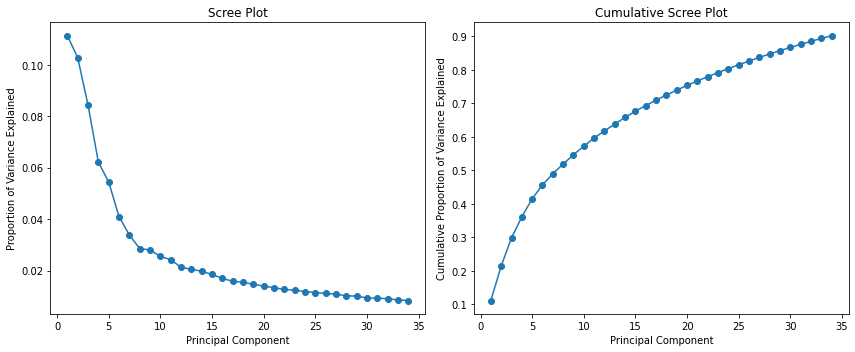 Scree Plot
Proportion of Variance Explained
0.10
0.08
0.06
0.04
0.02
0 5 10 15 20 25 30 35
Principal Component
Cumulative Scree Plot
Cumulative Proportion of Variance Explained
0.9
0.8
0.7
0.6
0.5
0.4
0.3
0.2
0.1
0 5 10 15 20 25 30 35
Principal Component